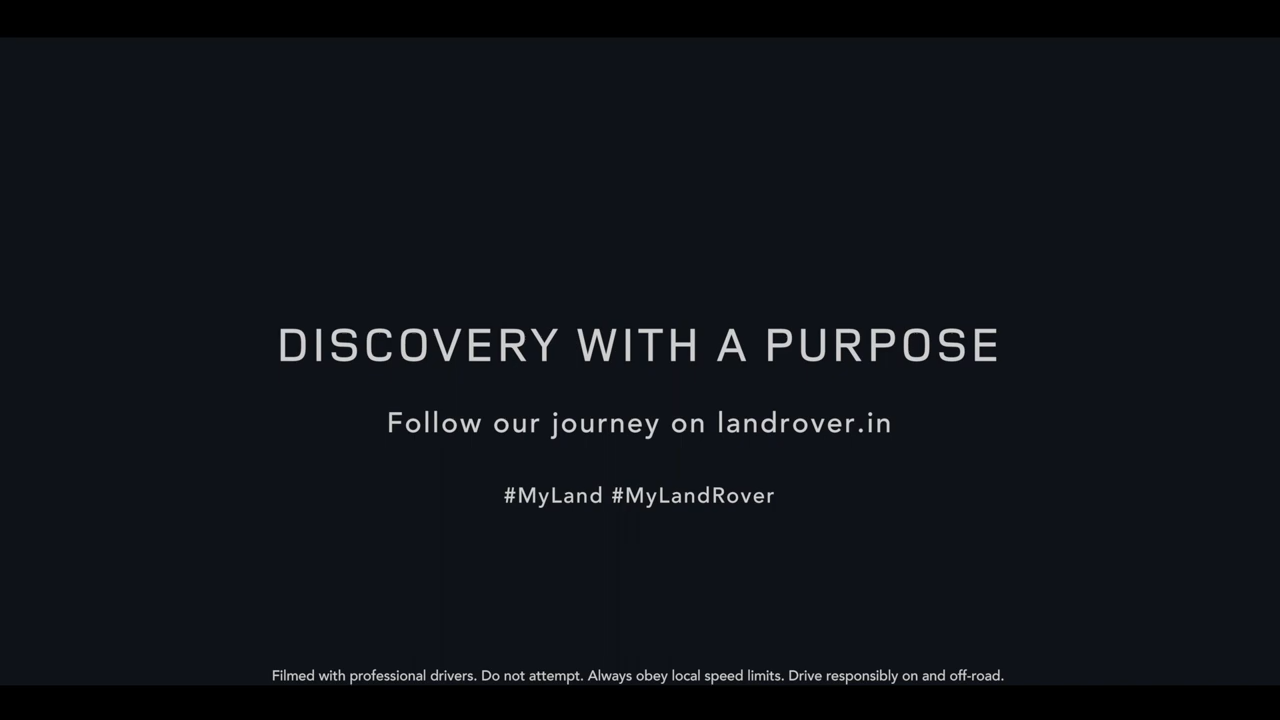 DISCOVERY WITH A PURPOSE
Follow our journey on landrover.in
#MyLand #MyLandRover
Filmed with professional drivers. Do not attempt. Always obey local speed limits. Drive responsibly on and off-road.